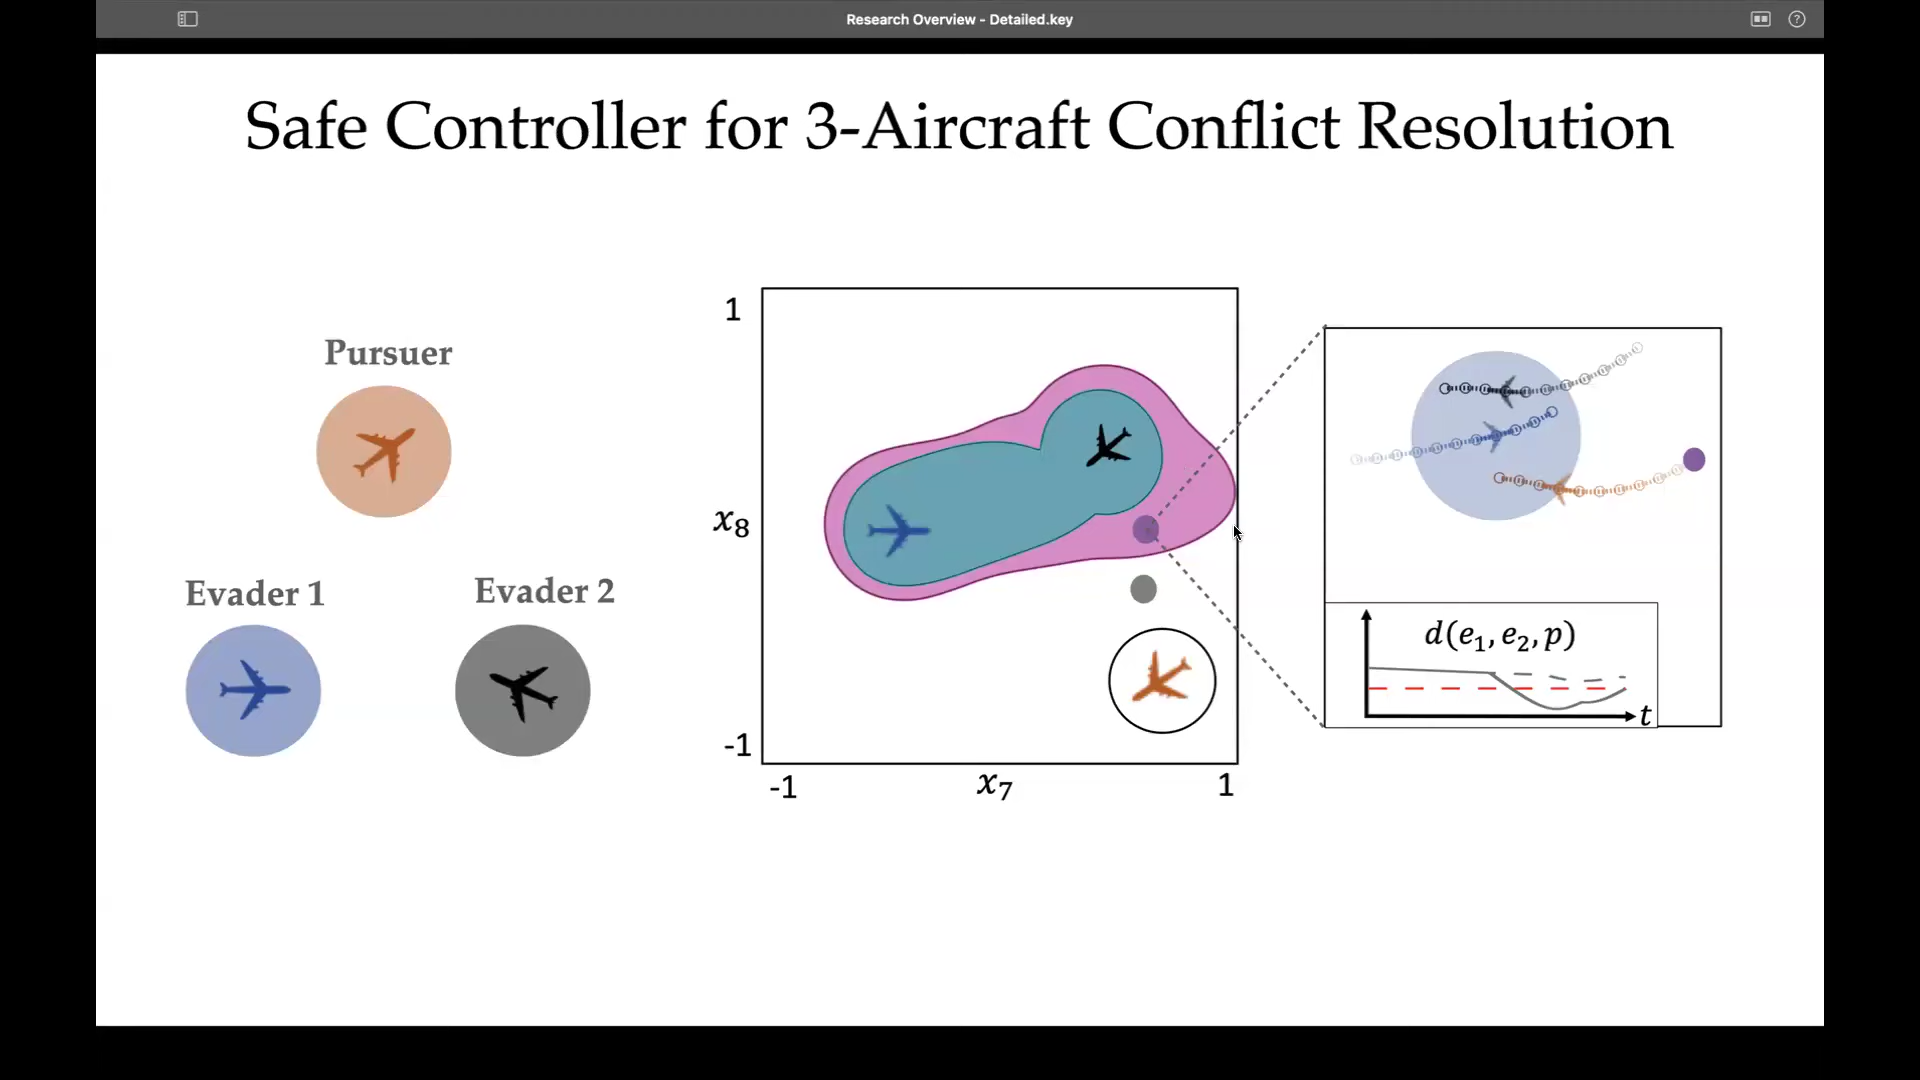 Research Overview - Detailed.key
Safe Controller for 3-Aircraft Conflict Resolution
Pursuer
Evader 1
Evader 2
1
x₈
-1
-1
x₇
1
d(e₁, e₂, p)
t